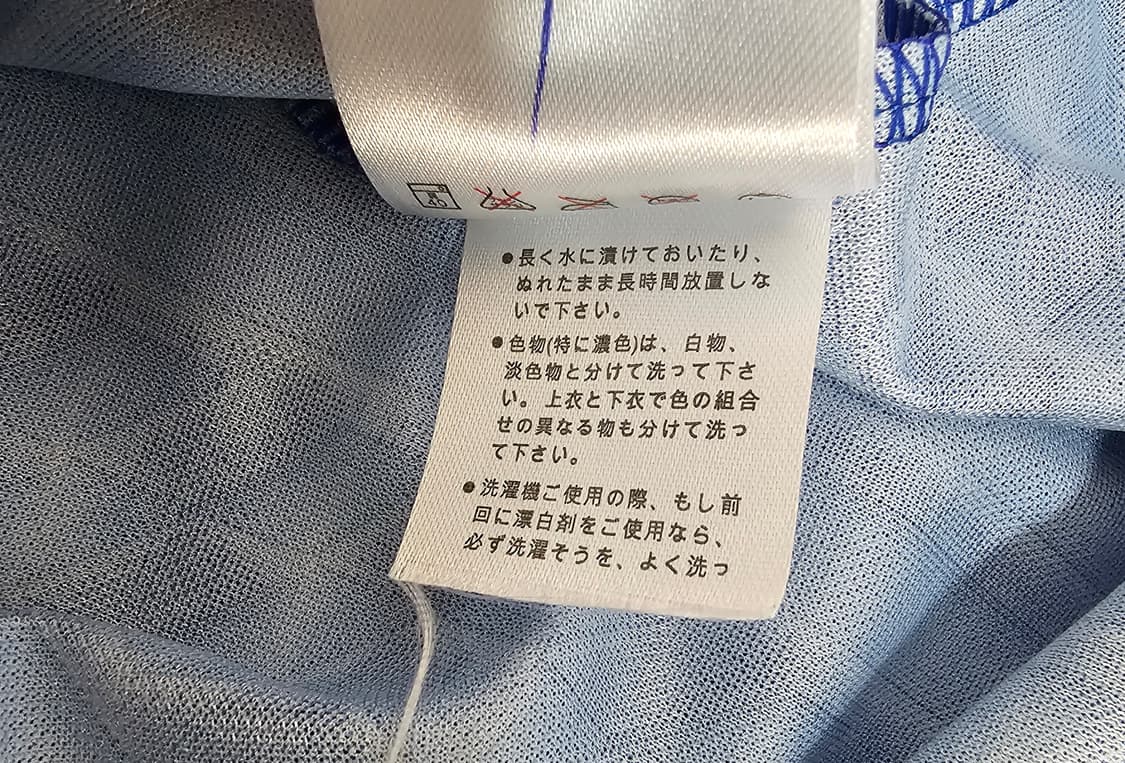 ●長く水に漬けておいたり、
ぬれたまま長時間放置しな
いで下さい。
●色物(特に濃色)は、白物、
淡色物と分けて洗って下さ
い。上衣と下衣で色の組合
せの異なる物も分けて洗っ
て下さい。
●洗濯機ご使用の際、もし前
回に漂白剤をご使用なら、
必ず洗濯そうを、よく洗っ